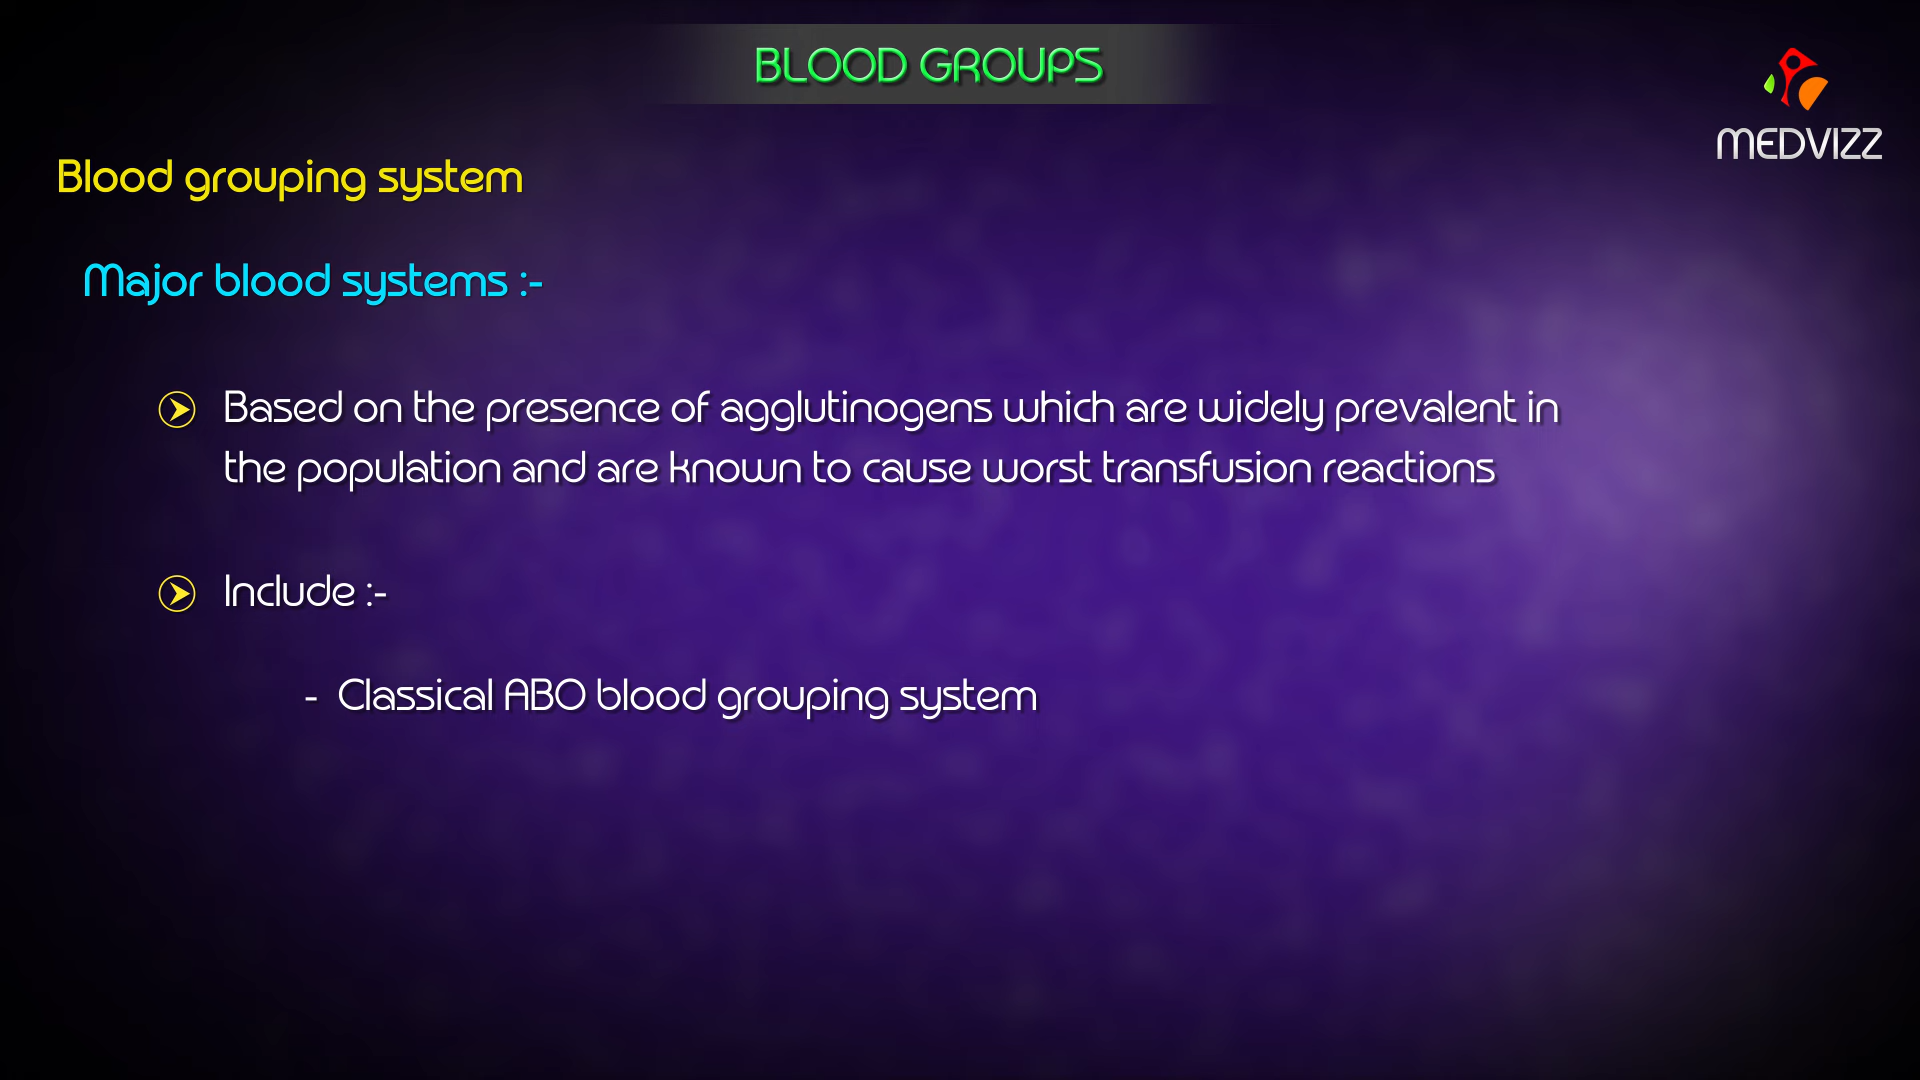 BLOOD GROUPS
MEDVIZZ
Blood grouping system
Major blood systems :-
Based on the presence of agglutinogens which are widely prevalent in
the population and are known to cause worst transfusion reactions
Include :-
- Classical ABO blood grouping system